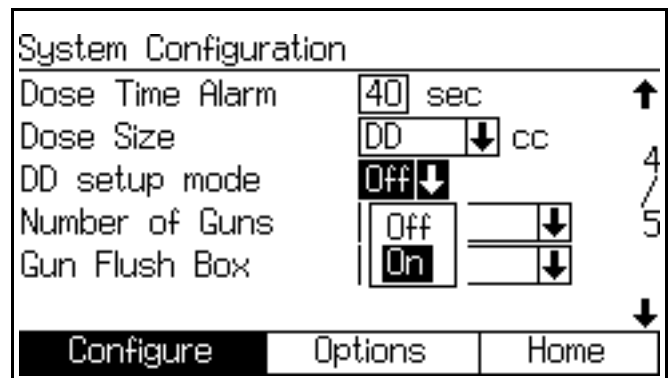 System Configuration
Dose Time Alarm 40 sec
Dose Size DD cc
DD setup mode Off
Number of Guns Off
Gun Flush Box On
4/5
Configure Options Home